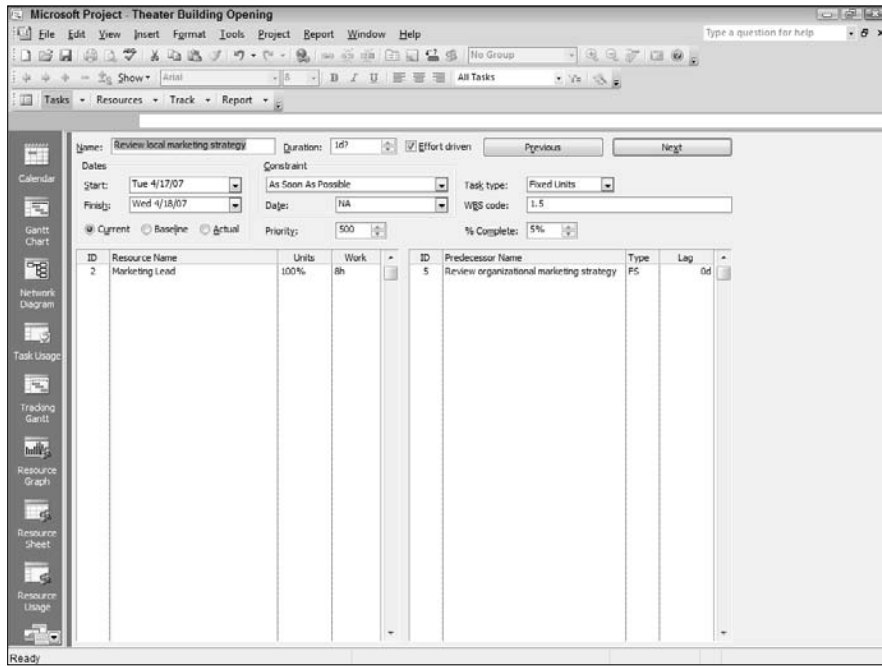 Microsoft Project - Theater Building Opening
File Edit View Insert Format Tools Project Report Window Help
Type a question for help
No Group
Show Arial 8 B I U All Tasks
Tasks Resources Track Report
Name: Review local marketing strategy Duration: 1d? Effort driven Previous Next
Dates Constraint
Start: Tue 4/17/07 As Soon As Possible Task type: Fixed Units
Finish: Wed 4/18/07 Date: NA WBS code: 1.5
Current Baseline Actual Priority: 500 % Complete: 5%
ID Resource Name Units Work ID Predecessor Name Type Lag
2 Marketing Lead 100% 8h 5 Review organizational marketing strategy FS 0d
Calendar
Gantt
Chart
Network
Diagram
Task Usage
Tracking
Gantt
Resource
Graph
Resource
Sheet
Resource
Usage
Ready